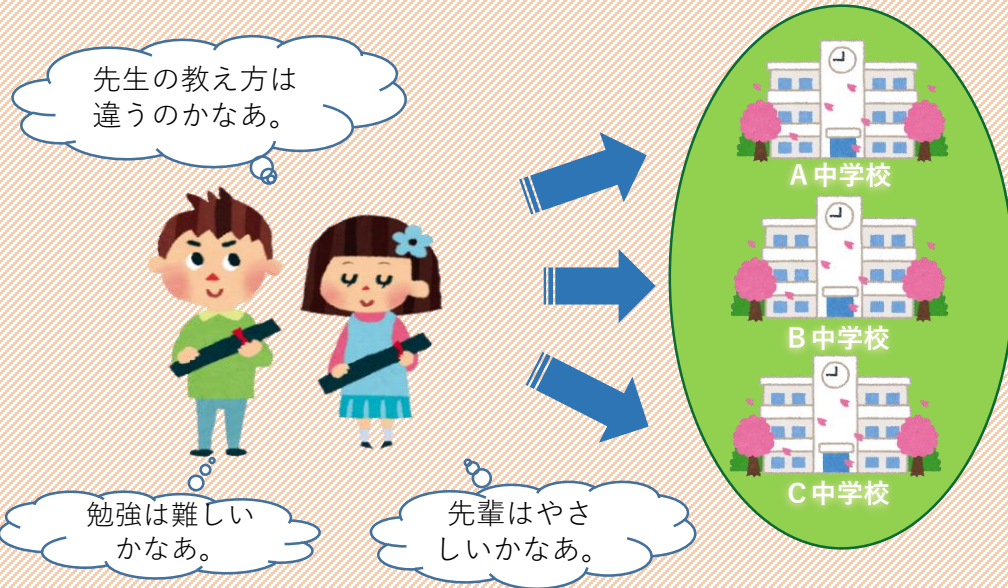 先生の教え方は
違うのかなあ。
A中学校
B中学校
C中学校
勉強は難しい
かなあ。
先輩はやさ
しいかなあ。